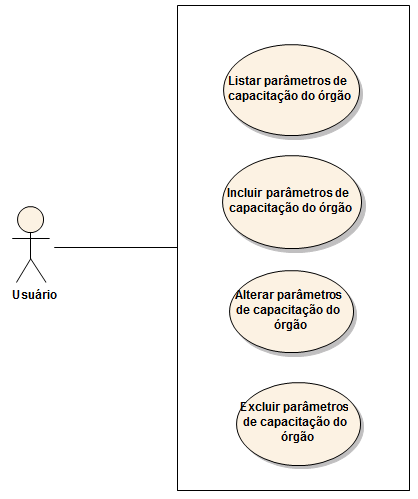 Listar parâmetros de
capacitação do órgão
Incluir parâmetros de
capacitação do órgão
Usuário
Alterar parâmetros
de capacitação do
órgão
Excluir parâmetros
de capacitação do
órgão